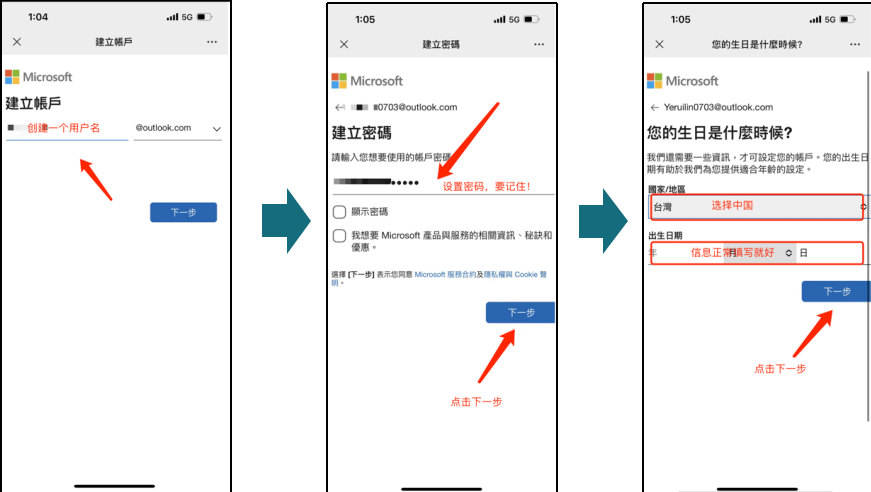 1:04
5G
建立帳戶
Microsoft
建立帳戶
创建一个用户名
@outlook.com
下一步
1:05
5G
建立密碼
Microsoft
0703@outlook.com
建立密碼
請輸入您想要使用的帳戶密碼
设置密码，要记住！
顯示密碼
我想要 Microsoft 產品與服務的相關資訊、秘訣和
優惠。
選擇 [下一步] 表示您同意 Microsoft 服務合約及隱私權與 Cookie 聲
明。
下一步
点击下一步
1:05
5G
您的生日是什麼時候?
Microsoft
Yeruilin0703@outlook.com
您的生日是什麼時候?
我們還需要一些資訊，才可設定您的帳戶。您的出生日
期有助於我們為您提供適合年齡的設定。
國家/地區
台灣
选择中国
出生日期
年
月
日
信息正常填写就好
下一步
点击下一步